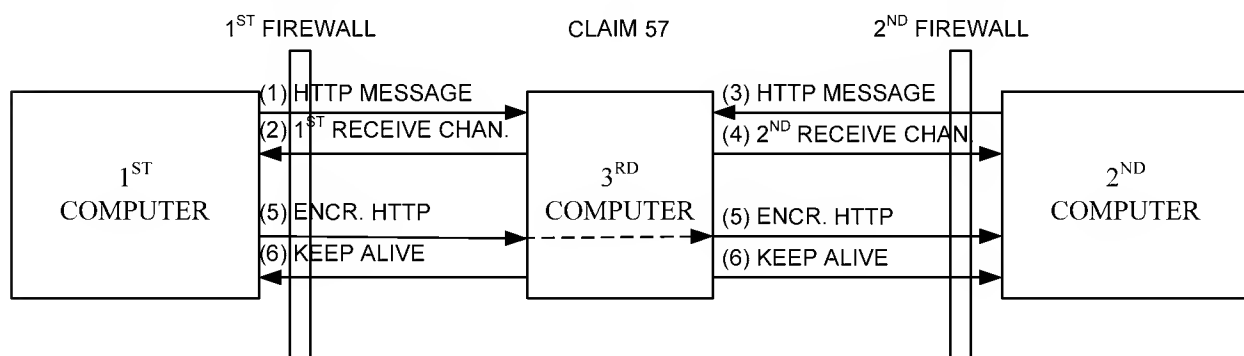 1ST FIREWALL
CLAIM 57
2ND FIREWALL
(1) HTTP MESSAGE
(3) HTTP MESSAGE
(2) 1ST RECEIVE CHAN.
(4) 2ND RECEIVE CHAN.
1ST
COMPUTER
3RD
COMPUTER
2ND
COMPUTER
(5) ENCR. HTTP
(5) ENCR. HTTP
(6) KEEP ALIVE
(6) KEEP ALIVE